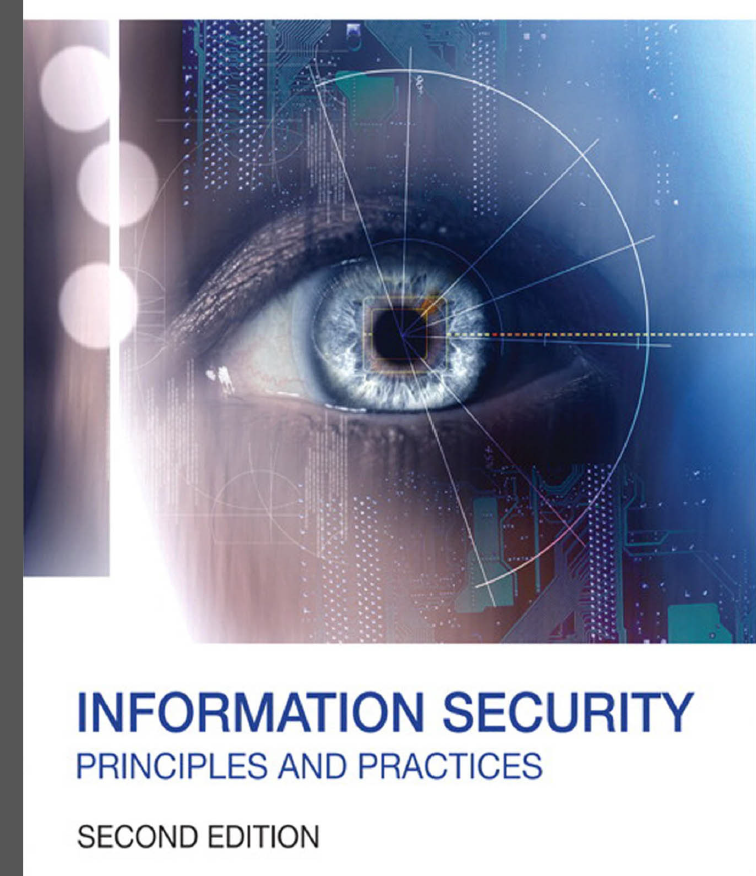 INFORMATION SECURITY
PRINCIPLES AND PRACTICES
SECOND EDITION